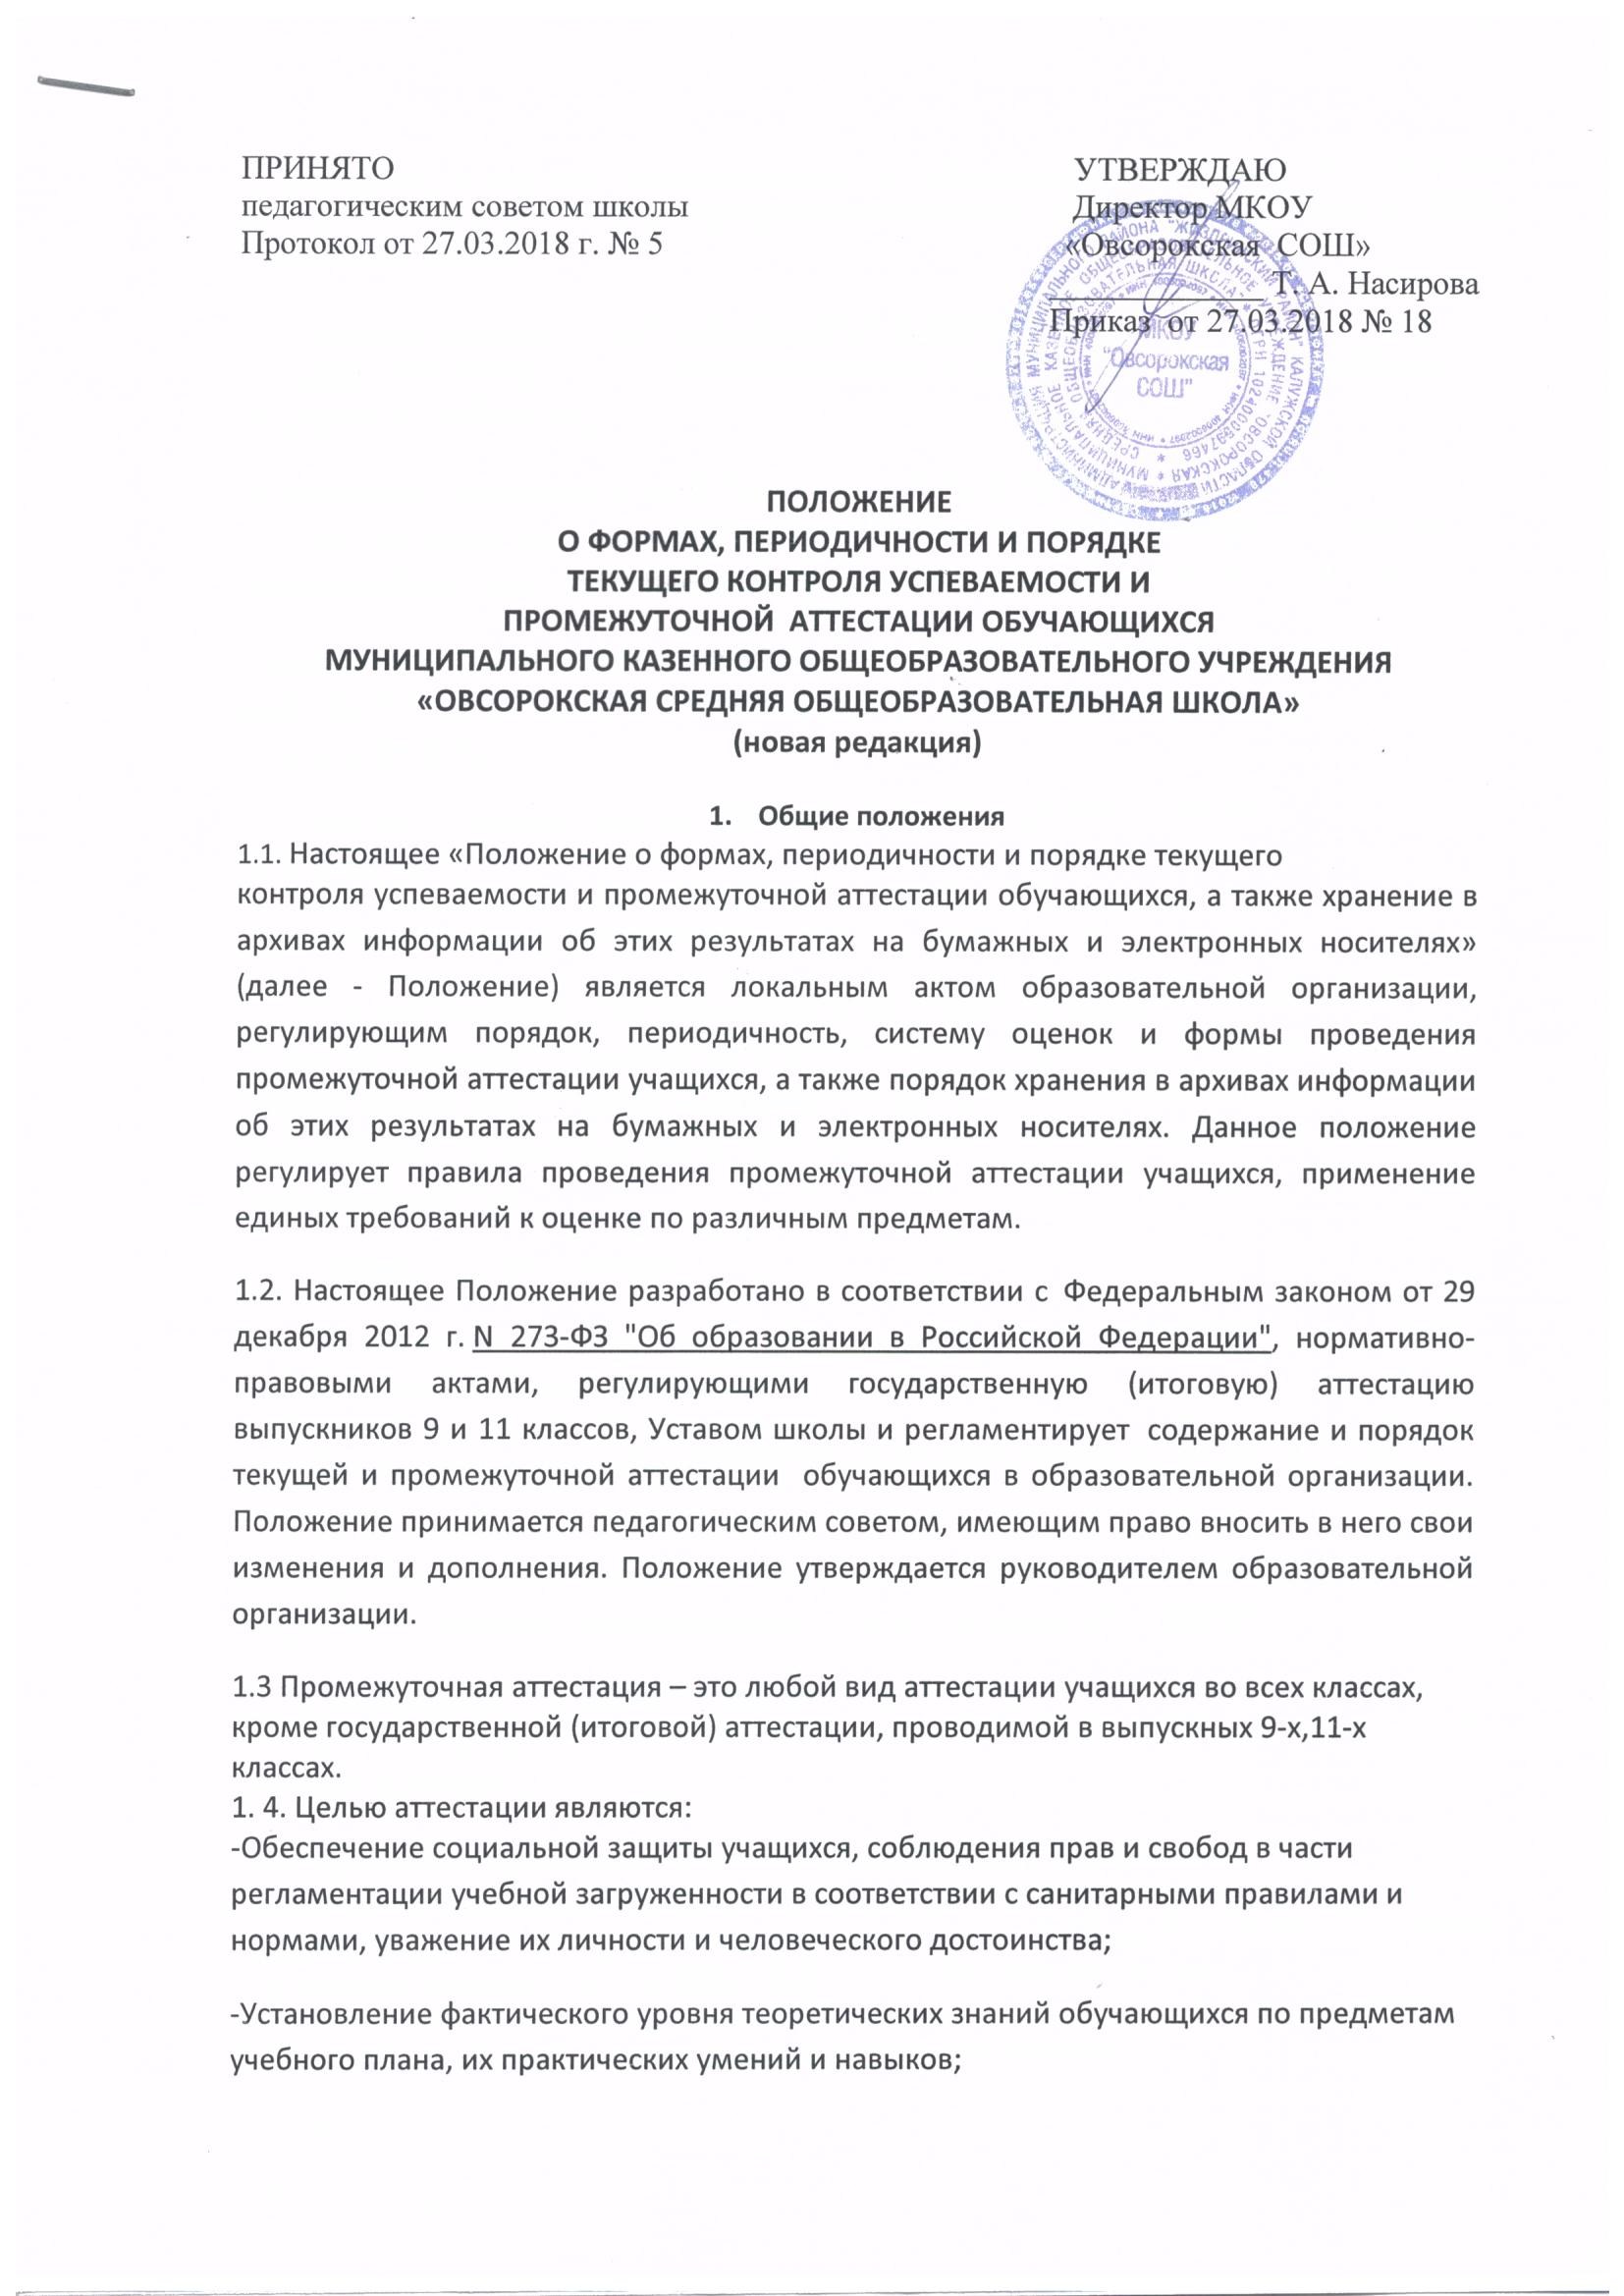 ПРИНЯТО
педагогическим советом школы
Протокол от 27.03.2018 г. № 5
УТВЕРЖДАЮ
Директор МКОУ
«Овсорокская СОШ»
Т. А. Насирова
Приказ от 27.03.2018 № 18
МКОУ
"Овсорокская
СОШ"
ПОЛОЖЕНИЕ
О ФОРМАХ, ПЕРИОДИЧНОСТИ И ПОРЯДКЕ
ТЕКУЩЕГО КОНТРОЛЯ УСПЕВАЕМОСТИ И
ПРОМЕЖУТОЧНОЙ АТТЕСТАЦИИ ОБУЧАЮЩИХСЯ
МУНИЦИПАЛЬНОГО КАЗЕННОГО ОБЩЕОБРАЗОВАТЕЛЬНОГО УЧРЕЖДЕНИЯ
«ОВСОРОКСКАЯ СРЕДНЯЯ ОБЩЕОБРАЗОВАТЕЛЬНАЯ ШКОЛА»
(новая редакция)
1. Общие положения
1.1. Настоящее «Положение о формах, периодичности и порядке текущего
контроля успеваемости и промежуточной аттестации обучающихся, а также хранение в
архивах информации об этих результатах на бумажных и электронных носителях»
(далее - Положение) является локальным актом образовательной организации,
регулирующим порядок, периодичность, систему оценок и формы проведения
промежуточной аттестации учащихся, а также порядок хранения в архивах информации
об этих результатах на бумажных и электронных носителях. Данное положение
регулирует правила проведения промежуточной аттестации учащихся, применение
единых требований к оценке по различным предметам.
1.2. Настоящее Положение разработано в соответствии с Федеральным законом от 29
декабря 2012 г. N 273-ФЗ "Об образовании в Российской Федерации", нормативно-
правовыми актами, регулирующими государственную (итоговую) аттестацию
выпускников 9 и 11 классов, Уставом школы и регламентирует содержание и порядок
текущей и промежуточной аттестации обучающихся в образовательной организации.
Положение принимается педагогическим советом, имеющим право вносить в него свои
изменения и дополнения. Положение утверждается руководителем образовательной
организации.
1.3 Промежуточная аттестация – это любой вид аттестации учащихся во всех классах,
кроме государственной (итоговой) аттестации, проводимой в выпускных 9-х,11-х
классах.
1. 4. Целью аттестации являются:
-Обеспечение социальной защиты учащихся, соблюдения прав и свобод в части
регламентации учебной загруженности в соответствии с санитарными правилами и
нормами, уважение их личности и человеческого достоинства;
-Установление фактического уровня теоретических знаний обучающихся по предметам
учебного плана, их практических умений и навыков;